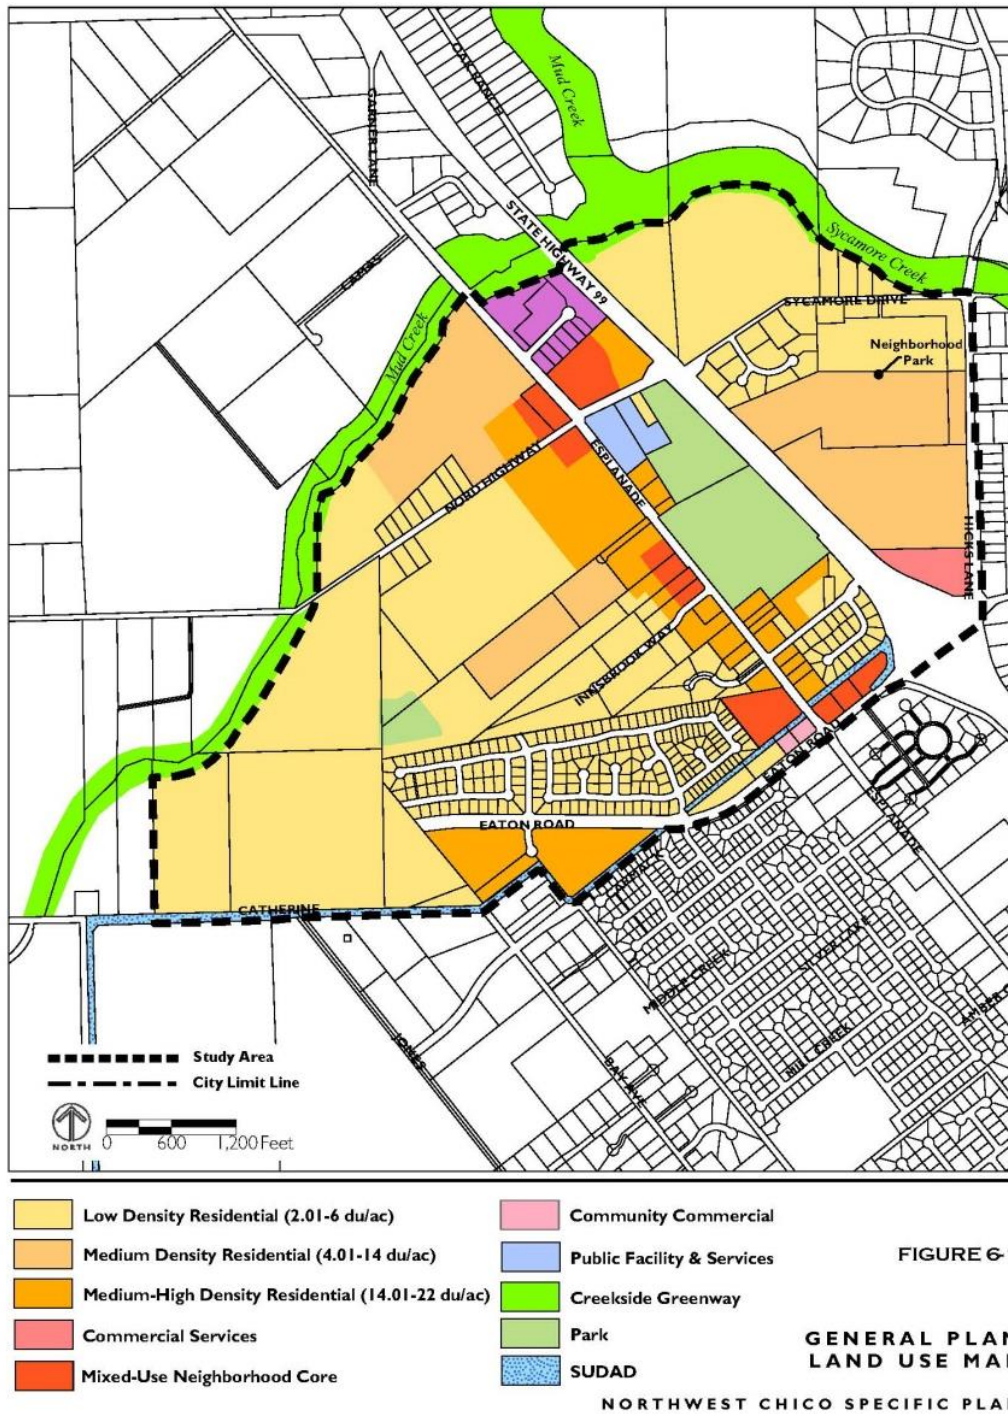 OAK RANCH
Mud Creek
GARNER LANE
STATE HIGHWAY 99
Sycamore Creek
CAMAS
SYCAMORE DRIVE
Mud Creek
Neighborhood
Park
NORD HIGHWAY
ESPLANADE
HICKS LANE
INNSBROOK WAY
EATON ROAD
EATON ROAD
ESPLANADE
CATHERINE
SILVER LAKE
MIDDLE CREEK
AMBER
MILL CREEK
JONES
BAY AVE
Study Area
City Limit Line
NORTH
0 600 1,200 Feet
Low Density Residential (2.01-6 du/ac)
Medium Density Residential (4.01-14 du/ac)
Medium-High Density Residential (14.01-22 du/ac)
Commercial Services
Mixed-Use Neighborhood Core
Community Commercial
Public Facility & Services
Creekside Greenway
Park
SUDAD
FIGURE 6-
GENERAL PLAN
LAND USE MA
NORTHWEST CHICO SPECIFIC PLA